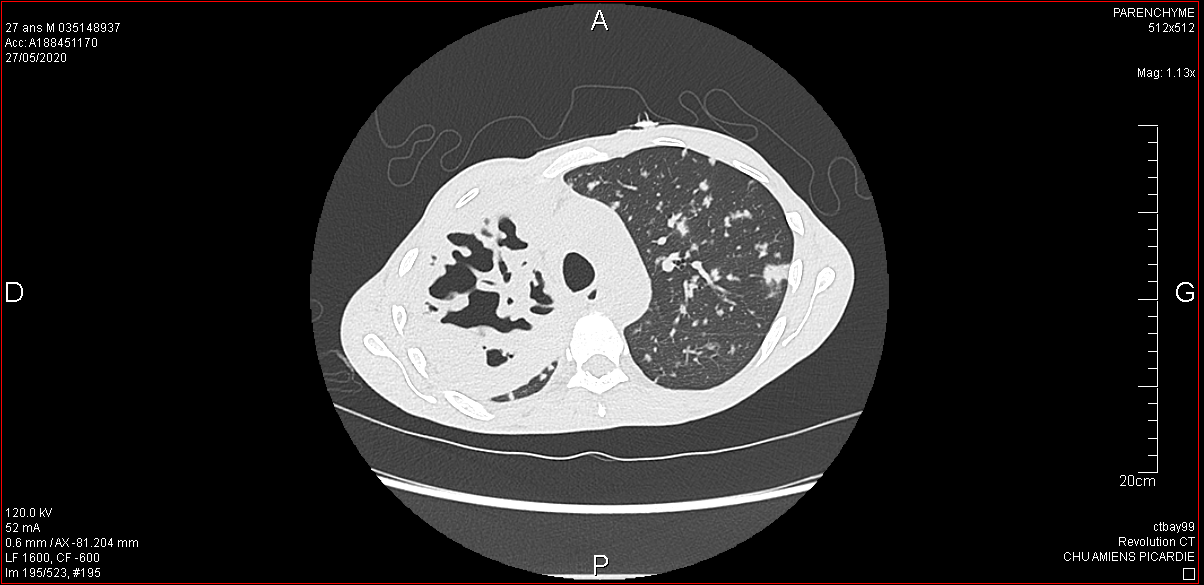 27 ans M 035148937
Acc: A188451170
27/05/2020
A
PARENCHYME
512x512
Mag: 1.13x
D
G
20cm
120.0 kV
52 mA
0.6 mm /AX -81.204 mm
LF 1600, CF -600
Im 195/523, #195
P
ctbay99
Revolution CT
CHU AMIENS PICARDIE